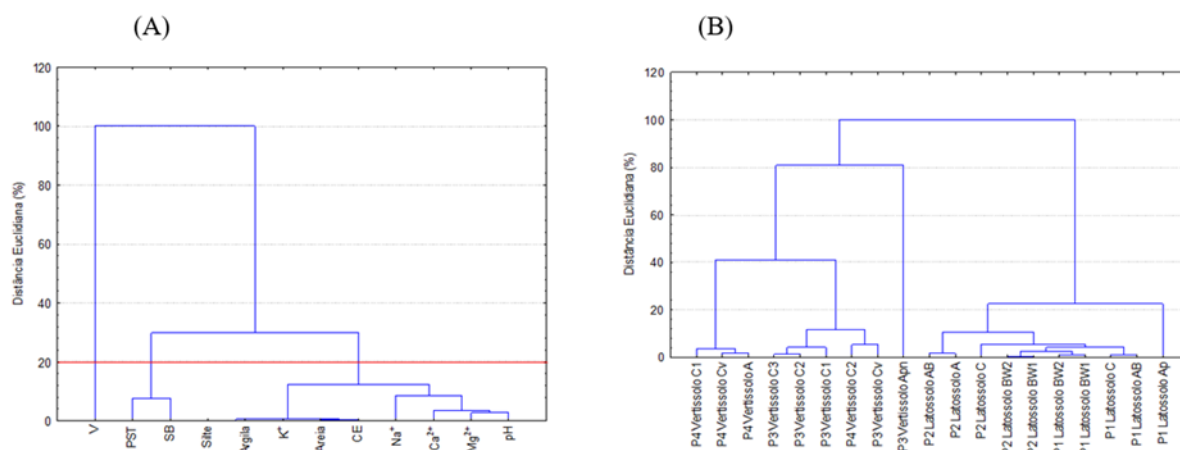 (A)
(B)
Distância Euclidiana (%)
120
100
80
60
40
20
0
V
PST
SB
Silte
Argila
K⁺
Areia
CE
Na⁺
Ca²⁺
Mg²⁺
pH
Distância Euclidiana (%)
120
100
80
60
40
20
0
P4 Vertissolo C1
P4 Vertissolo Cv
P4 Vertissolo A
P3 Vertissolo C3
P3 Vertissolo C2
P3 Vertissolo C1
P4 Vertissolo C2
P3 Vertissolo Cv
P3 Vertissolo Apn
P2 Latossolo AB
P2 Latossolo A
P2 Latossolo C
P2 Latossolo BW2
P2 Latossolo BW1
P1 Latossolo BW2
P1 Latossolo BW1
P1 Latossolo C
P1 Latossolo AB
P1 Latossolo Ap